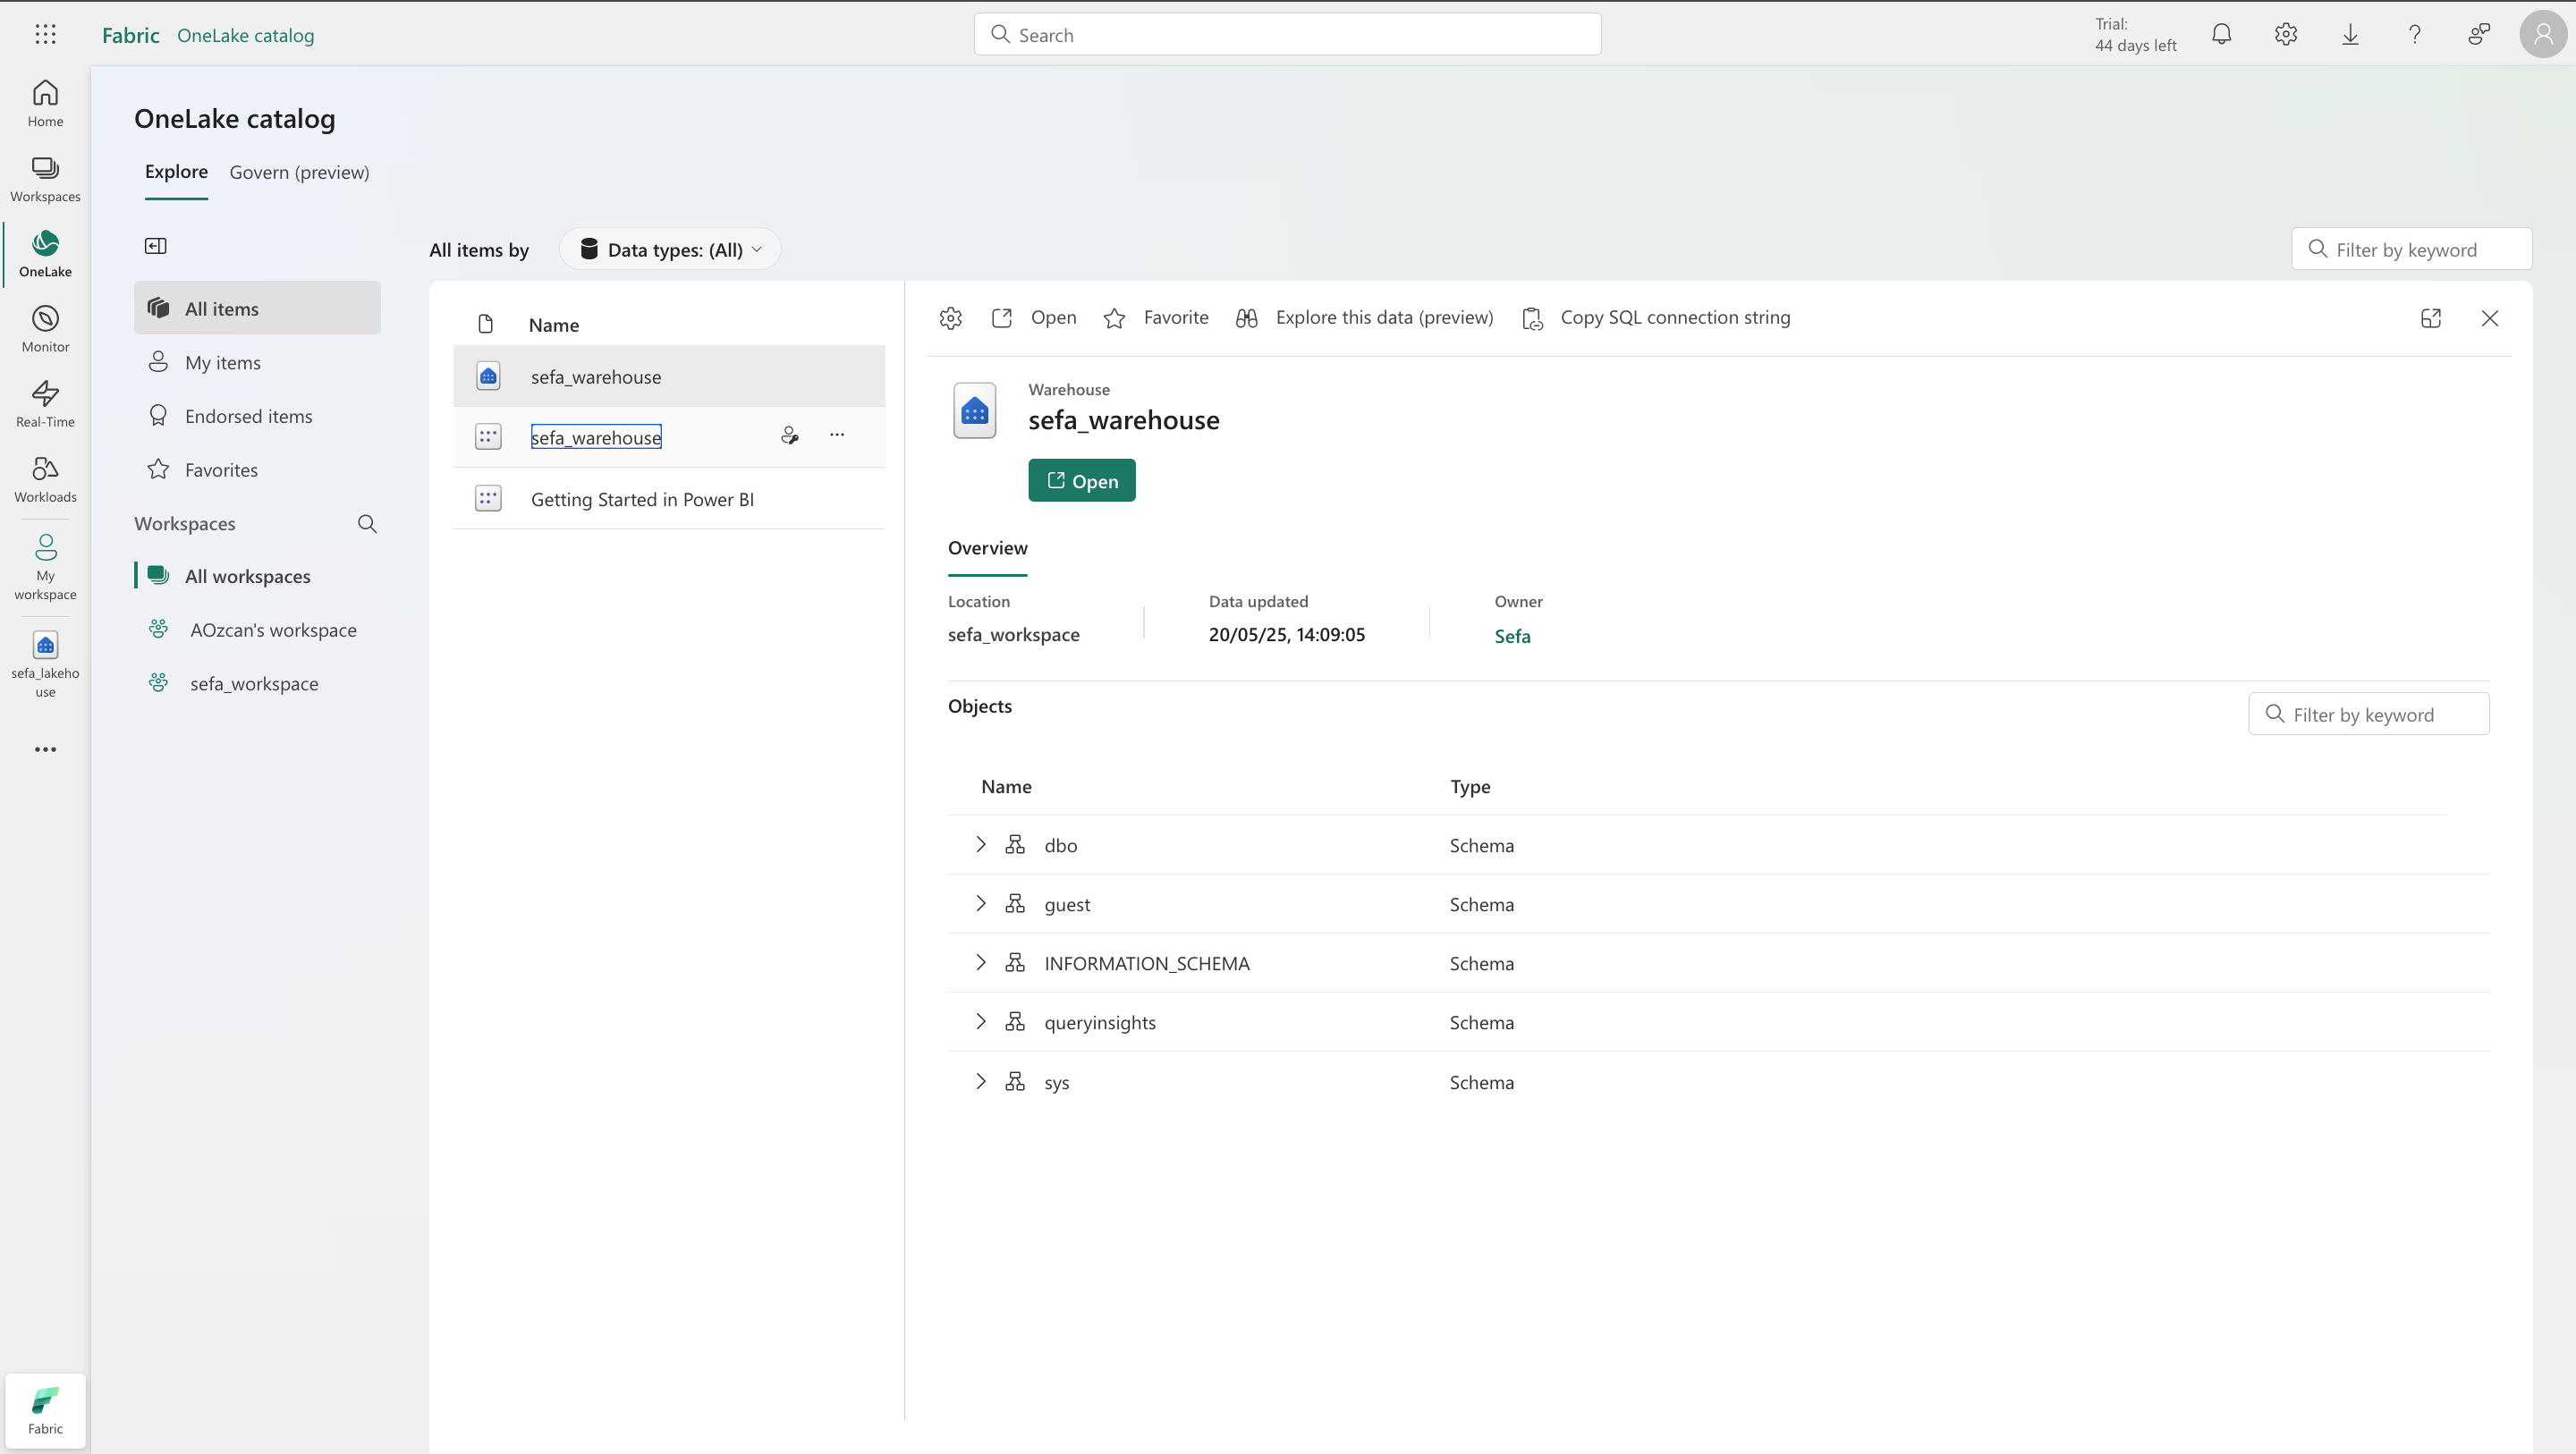 Fabric OneLake catalog
Search
Trial:
44 days left
Home
Workspaces
OneLake
Monitor
Real-Time
Workloads
My
workspace
sefa_lakeho
use
Fabric
OneLake catalog
Explore Govern (preview)
All items
My items
Endorsed items
Favorites
Workspaces
All workspaces
AOzcan's workspace
sefa_workspace
All items by Data types: (All)
Filter by keyword
Name
sefa_warehouse
sefa_warehouse
Getting Started in Power BI
Open Favorite Explore this data (preview) Copy SQL connection string
Warehouse
sefa_warehouse
Open
Overview
Location Data updated Owner
sefa_workspace 20/05/25, 14:09:05 Sefa
Objects
Filter by keyword
Name Type
dbo Schema
guest Schema
INFORMATION_SCHEMA Schema
queryinsights Schema
sys Schema